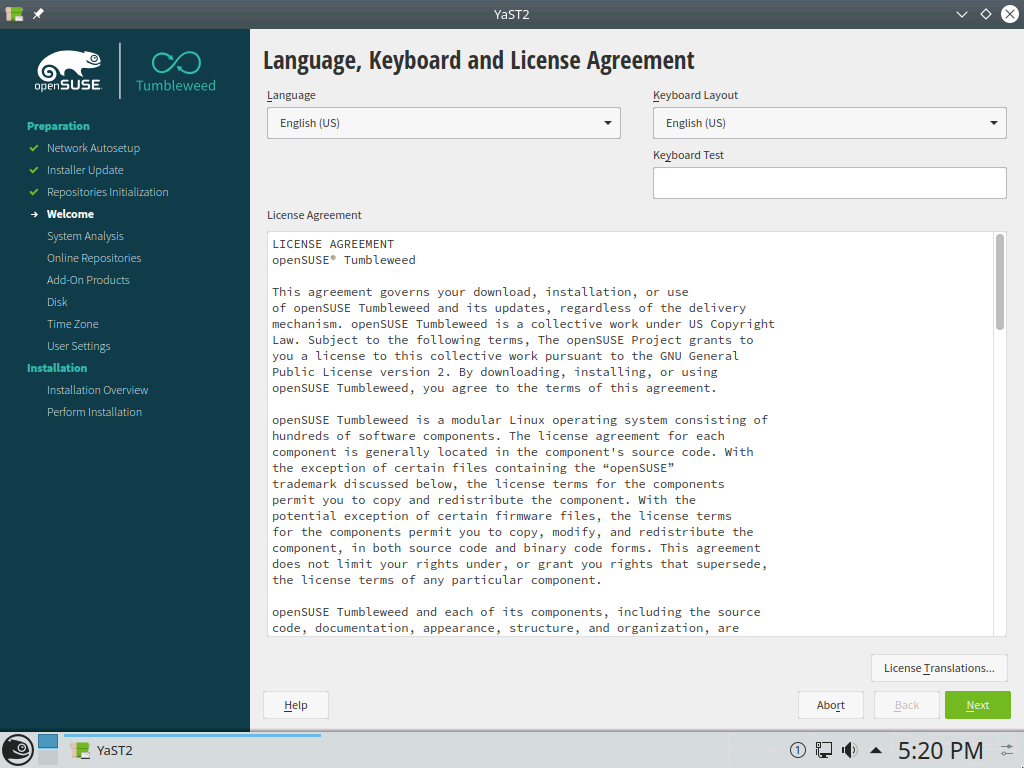 YaST2
openSUSE
Tumbleweed
Preparation
Network Autosetup
Installer Update
Repositories Initialization
Welcome
System Analysis
Online Repositories
Add-On Products
Disk
Time Zone
User Settings
Installation
Installation Overview
Perform Installation
Language, Keyboard and License Agreement
Language
English (US)
Keyboard Layout
English (US)
Keyboard Test
License Agreement
LICENSE AGREEMENT
openSUSE® Tumbleweed
This agreement governs your download, installation, or use
of openSUSE Tumbleweed and its updates, regardless of the delivery
mechanism. openSUSE Tumbleweed is a collective work under US Copyright
Law. Subject to the following terms, The openSUSE Project grants to
you a license to this collective work pursuant to the GNU General
Public License version 2. By downloading, installing, or using
openSUSE Tumbleweed, you agree to the terms of this agreement.
openSUSE Tumbleweed is a modular Linux operating system consisting of
hundreds of software components. The license agreement for each
component is generally located in the component's source code. With
the exception of certain files containing the “openSUSE”
trademark discussed below, the license terms for the components
permit you to copy and redistribute the component. With the
potential exception of certain firmware files, the license terms
for the components permit you to copy, modify, and redistribute the
component, in both source code and binary code forms. This agreement
does not limit your rights under, or grant you rights that supersede,
the license terms of any particular component.
openSUSE Tumbleweed and each of its components, including the source
code, documentation, appearance, structure, and organization, are
License Translations...
Help
Abort
Back
Next
YaST2
1
5:20 PM